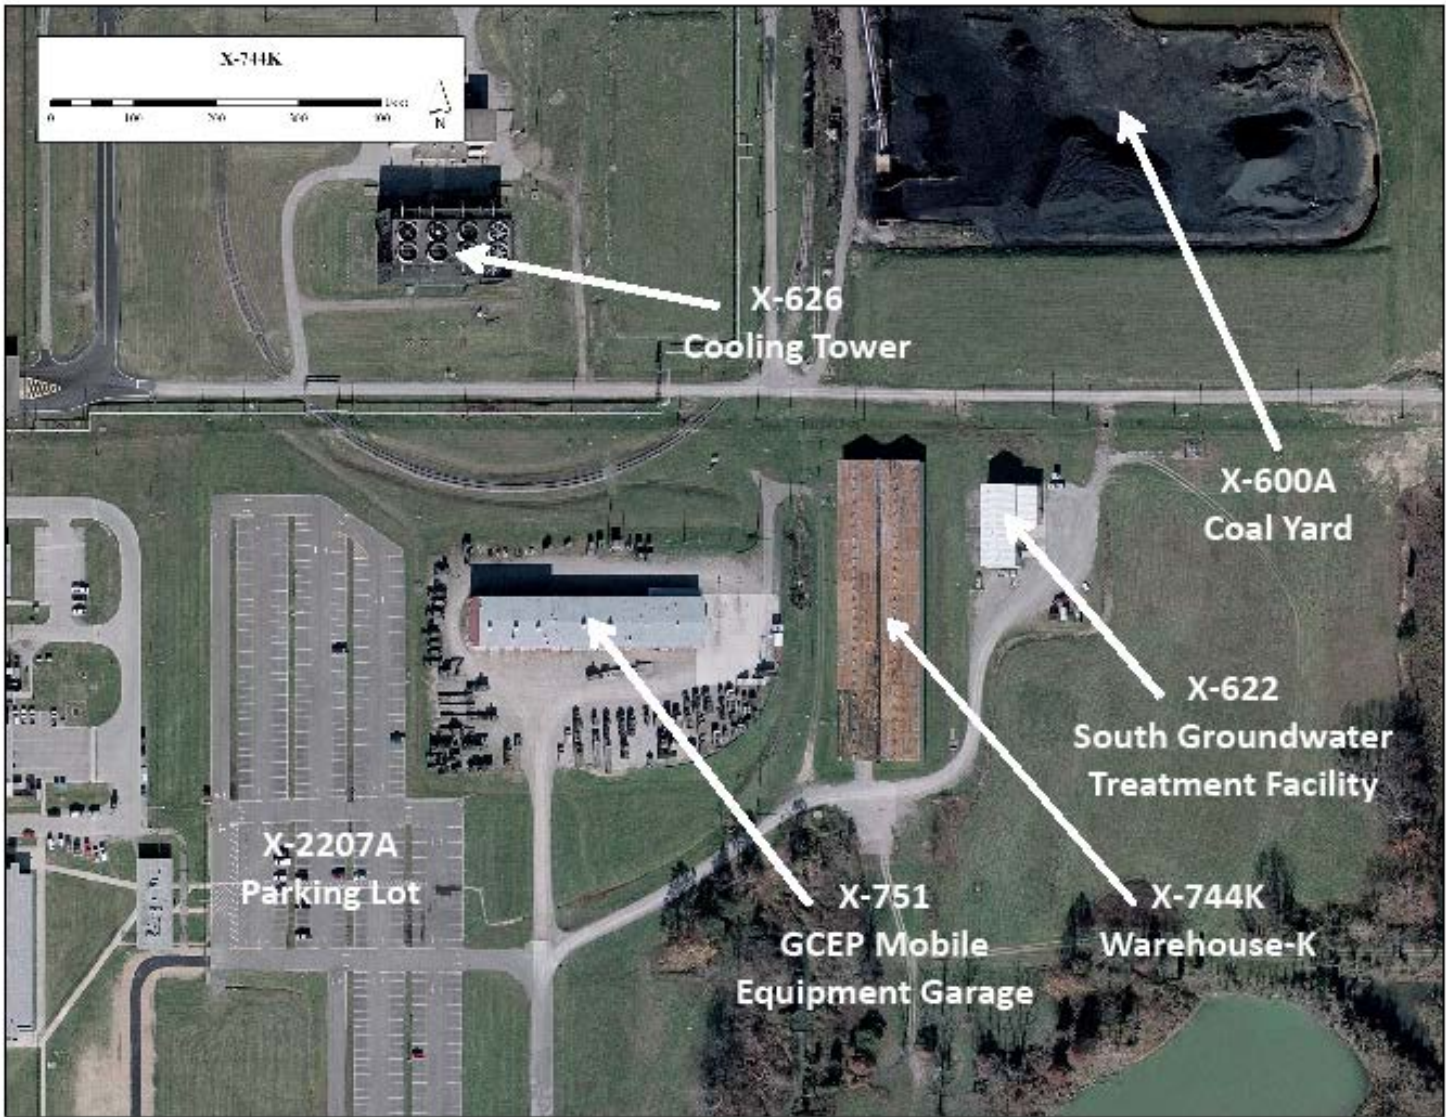 X-744K
0 100 200 300 400
N
X-626
Cooling Tower
X-600A
Coal Yard
X-622
South Groundwater
Treatment Facility
X-2207A
Parking Lot
X-751
GCEP Mobile
Equipment Garage
X-744K
Warehouse-K